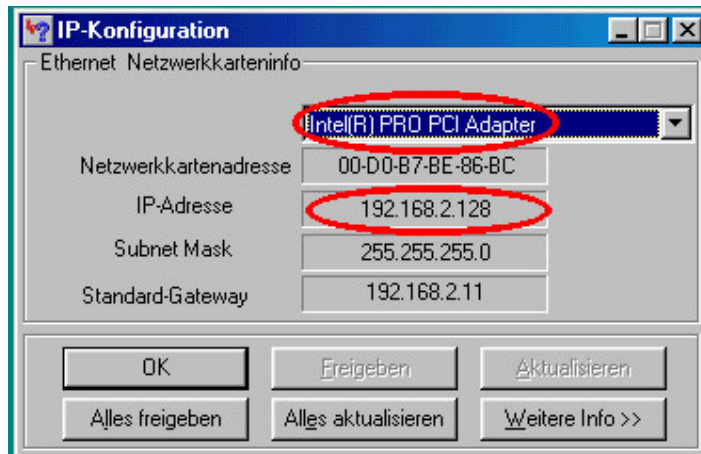 IP-Konfiguration
Ethernet Netzwerkkarteninfo
Intel(R) PRO PCI Adapter
Netzwerkkartenadresse 00-D0-B7-BE-86-BC
IP-Adresse 192.168.2.128
Subnet Mask 255.255.255.0
Standard-Gateway 192.168.2.11
OK Freigeben Aktualisieren
Alles freigeben Alles aktualisieren Weitere Info >>